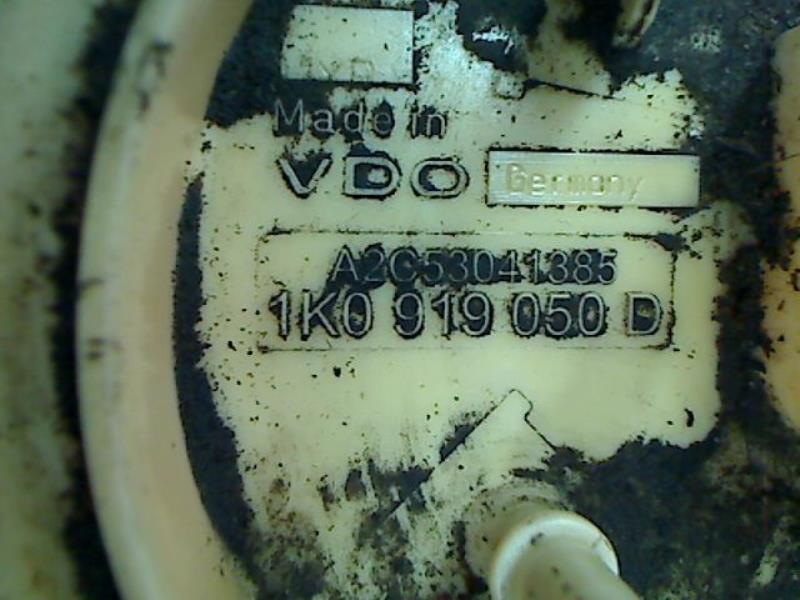 Made in
VDO Germany
A2C53041385
1K0 919 050 D